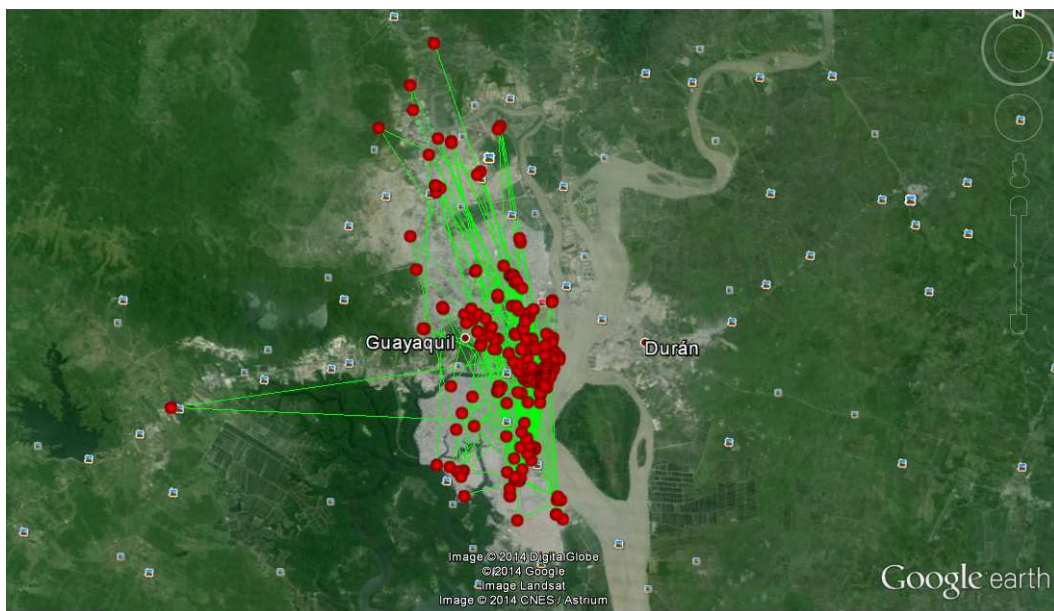 N
Guayaquil
Durán
Image © 2014 DigitalGlobe
© 2014 Google
Image Landsat
Image © 2014 CNES / Astrium
Google earth